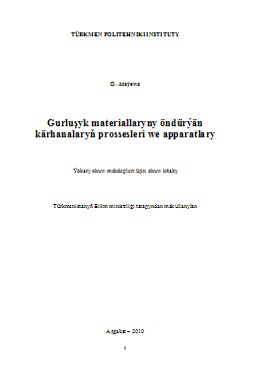 TÜRKMEN POLITEHNIKI INSTITUTY
O. Ataýewa
Gurluşyk materiallaryny öndürýän
kärhanalaryň prossesleri we apparatlary
Ýokary okuw mekdepleri üçin okuw kitaby
Türkmenistanyň Bilim ministrligi tarapyndan makullanylan
Aşgabat – 2010
1